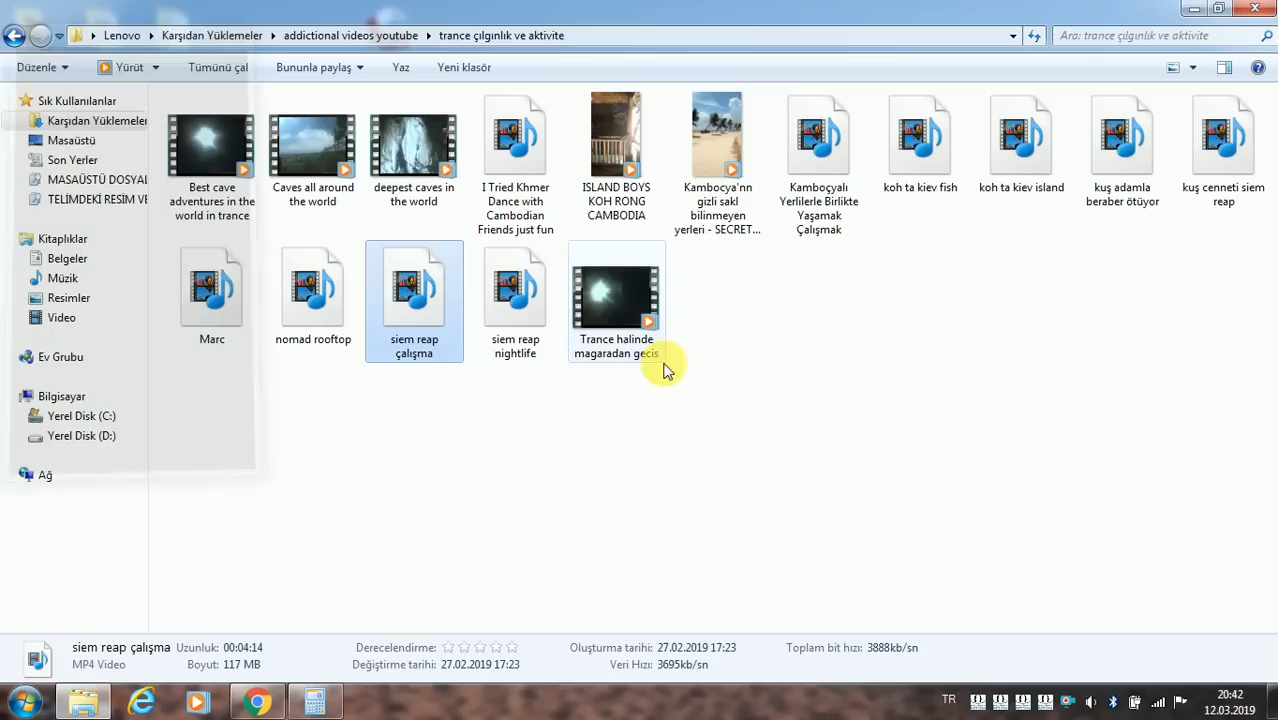 Lenovo ▸ Karşıdan Yüklemeler ▸ addictional videos youtube ▸ trance çılgınlık ve aktivite
Ara: trance çılgınlık ve aktivite
Düzenle Yürüt Tümünü çal Bununla paylaş Yaz Yeni klasör
Sık Kullanılanlar
Karşıdan Yüklemeler
Masaüstü
Son Yerler
MASAÜSTÜ DOSYAL
TELİMDEKİ RESİM VE
Kitaplıklar
Belgeler
Müzik
Resimler
Video
Ev Grubu
Bilgisayar
Yerel Disk (C:)
Yerel Disk (D:)
Ağ
Best cave
adventures in the
world in trance
Caves all around
the world
deepest caves in
the world
I Tried Khmer
Dance with
Cambodian
Friends just fun
ISLAND BOYS
KOH RONG
CAMBODIA
Kambocya'nn
gizli sakl
bilinmeyen
yerleri - SECRET...
Kamboçyalı
Yerlilerle Birlikte
Yaşamak
Çalışmak
koh ta kiev fish
koh ta kiev island
kuş adamla
beraber ötüyor
kuş cenneti siem
reap
Marc
nomad rooftop
siem reap
çalışma
siem reap
nightlife
Trance halinde
magaradan gecis
siem reap çalışma Uzunluk: 00:04:14 Derecelendirme: Oluşturma tarihi: 27.02.2019 17:23 Toplam bit hızı: 3888kb/sn
MP4 Video Boyut: 117 MB Değiştirme tarihi: 27.02.2019 17:23 Veri Hızı: 3695kb/sn
TR
20:42
12.03.2019